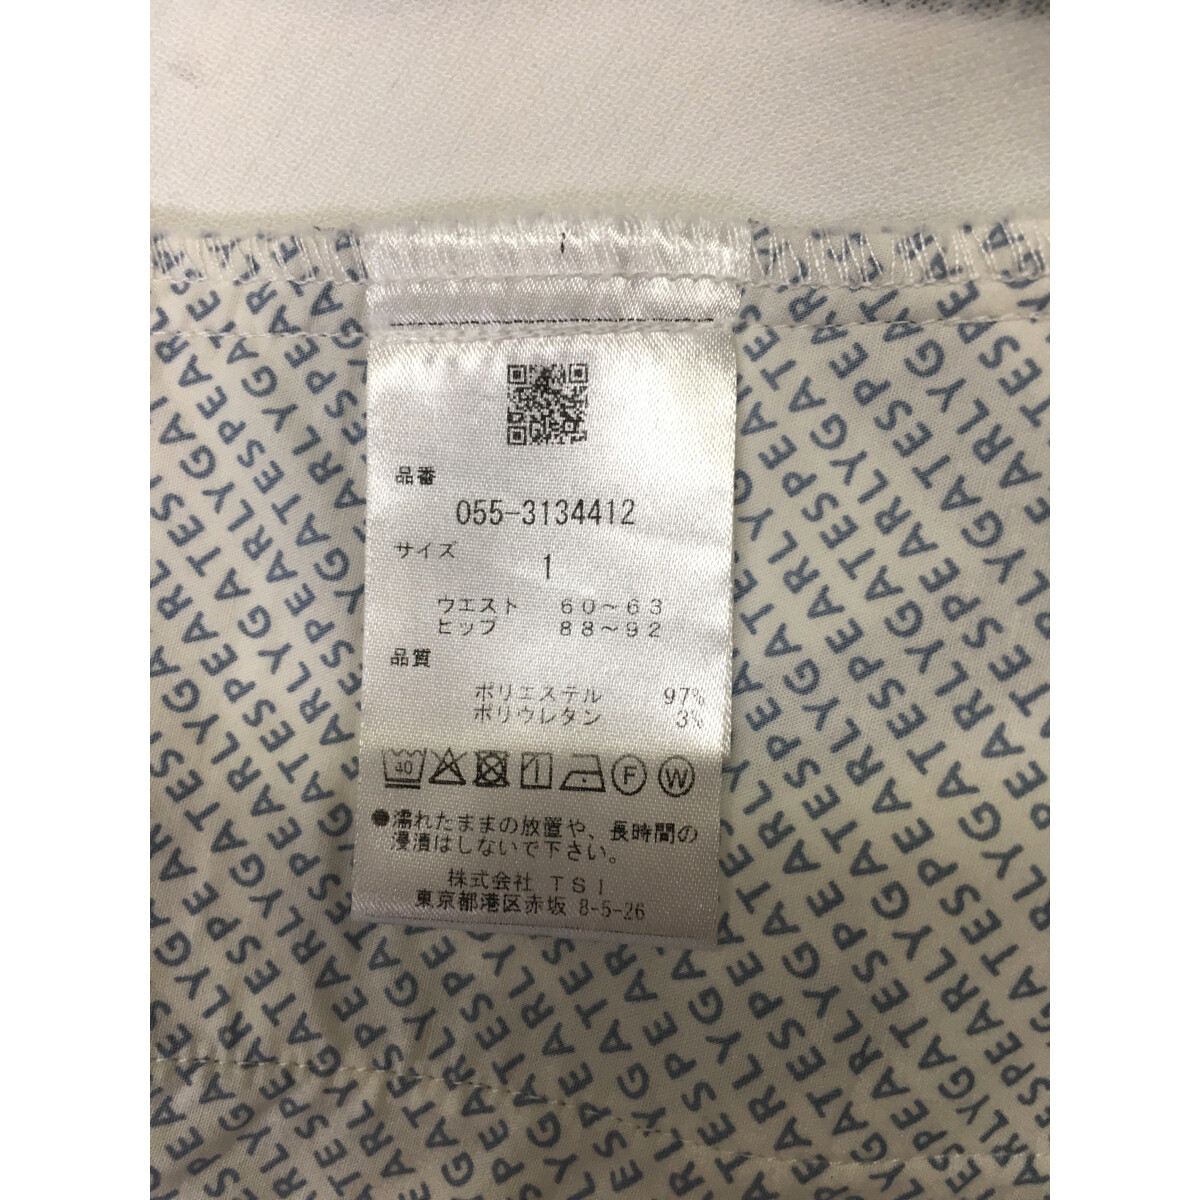 品番
055-3134412
サイズ
1
ウエスト 60～63
ヒップ 88～92
品質
ポリエステル 97%
ポリウレタン 3%
40 F W
●濡れたままの放置や、長時間の
浸漬はしないで下さい。
株式会社 TSI
東京都港区赤坂 8-5-26
PEARLYGATES